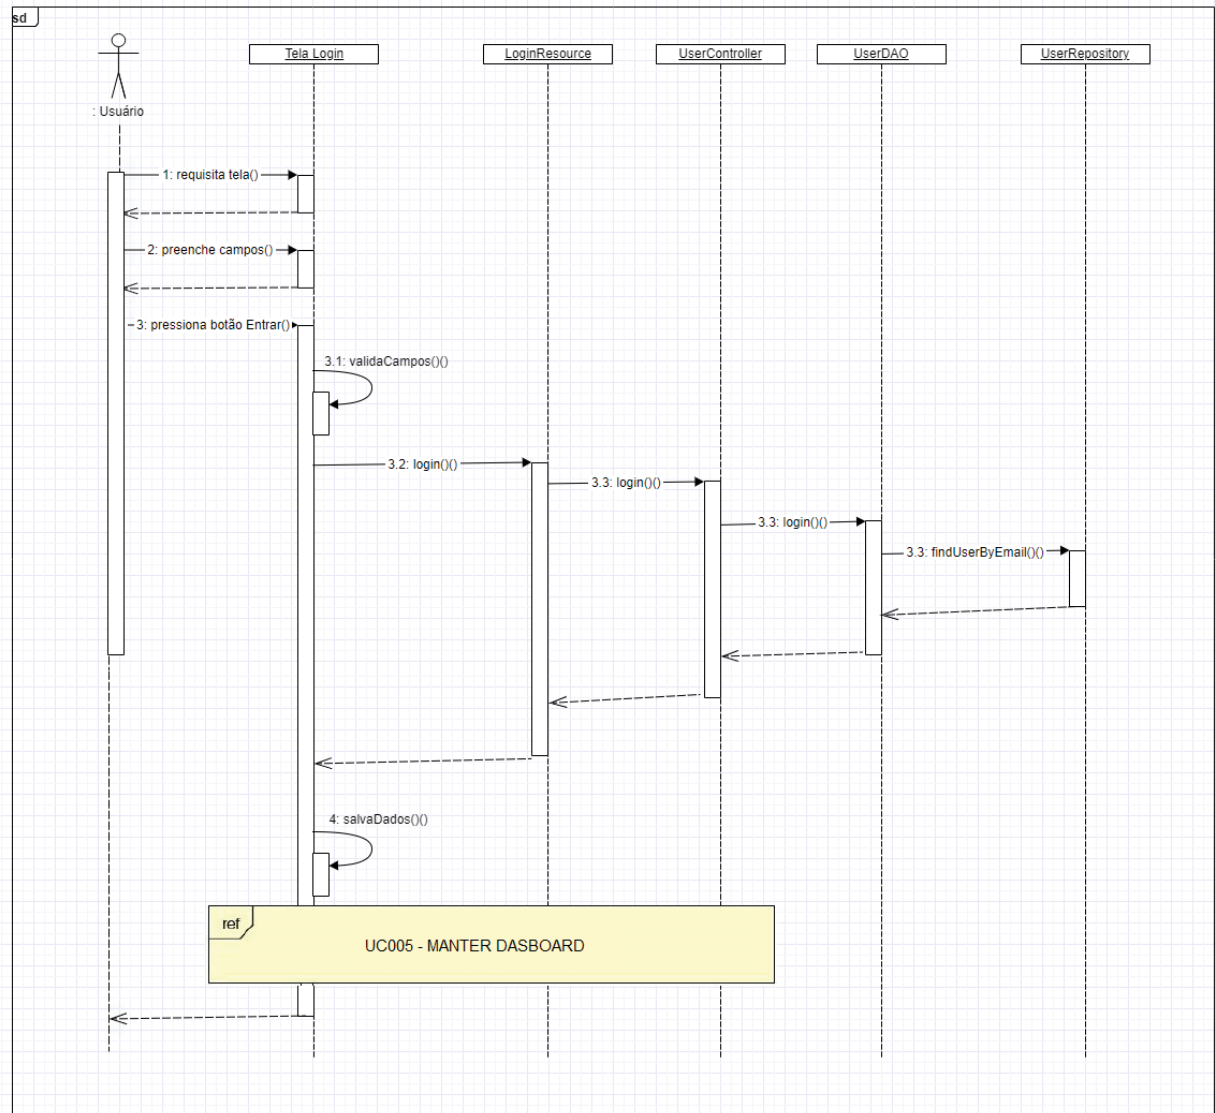 sd
Tela Login
LoginResource
UserController
UserDAO
UserRepository
: Usuário
1: requisita tela()
2: preenche campos()
3: pressiona botão Entrar()
3.1: validaCampos()()
3.2: login()()
3.3: login()()
3.3: login()()
3.3: findUserByEmail()()
4: salvaDados()()
ref
UC005 - MANTER DASBOARD